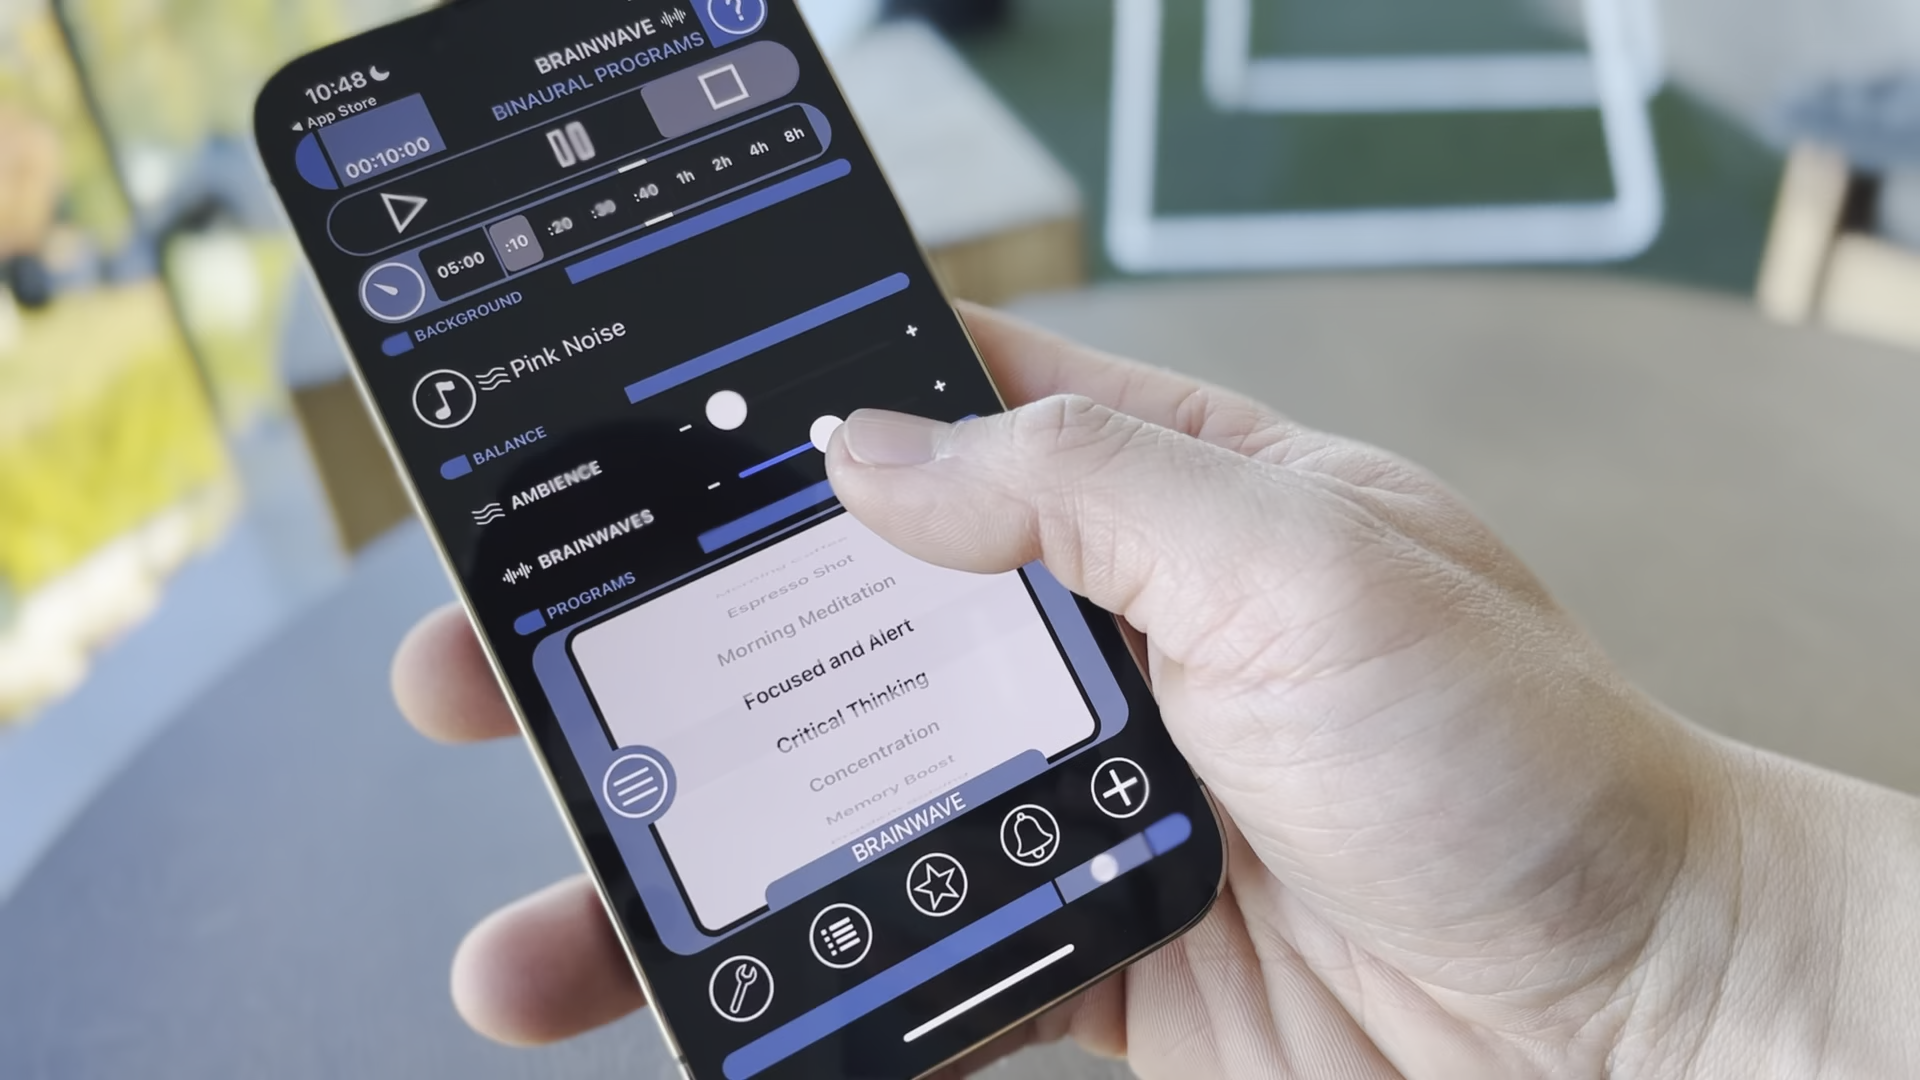 10:48
App Store
BRAINWAVE
BINAURAL PROGRAMS
?
00:10:00
05:00 :10 :20 :30 :40 1h 2h 4h 8h
BACKGROUND
Pink Noise
BALANCE
AMBIENCE
- +
BRAINWAVES
- +
PROGRAMS
Espresso Shot
Morning Meditation
Focused and Alert
Critical Thinking
Concentration
Memory Boost
BRAINWAVE